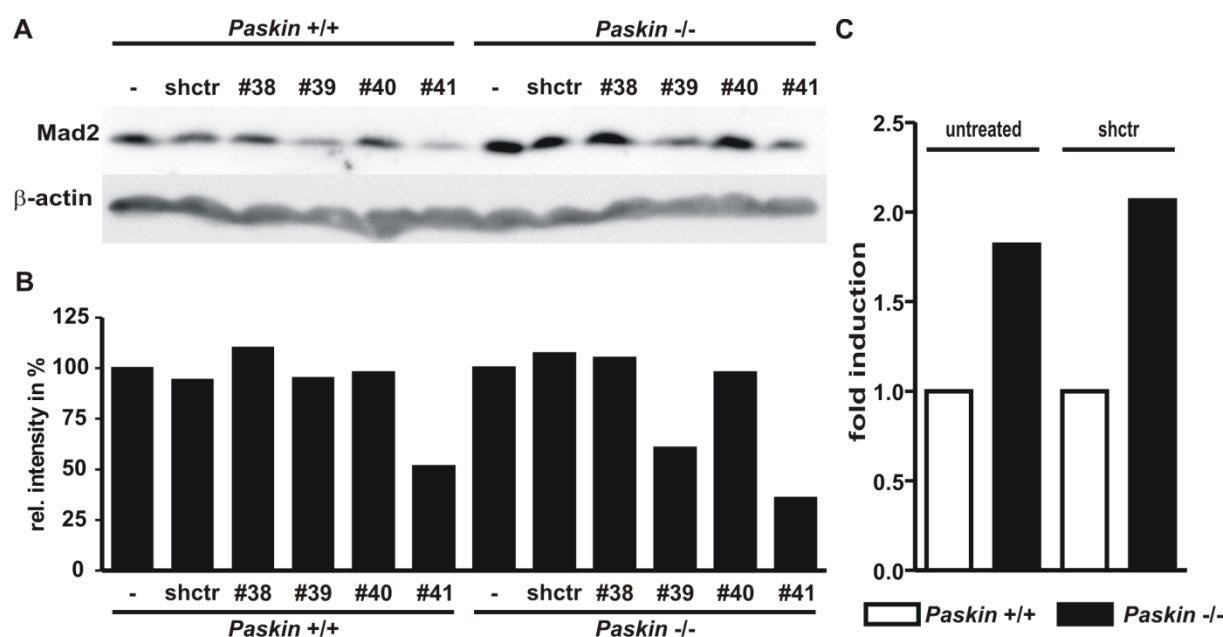 A
Paskin +/+
Paskin -/-
- shctr #38 #39 #40 #41 - shctr #38 #39 #40 #41
Mad2
β-actin
B
rel. intensity in %
125
100
75
50
25
0
- shctr #38 #39 #40 #41 - shctr #38 #39 #40 #41
Paskin +/+
Paskin -/-
C
untreated
shctr
fold induction
2.5
2.0
1.5
1.0
0.5
0.0
Paskin +/+
Paskin -/-